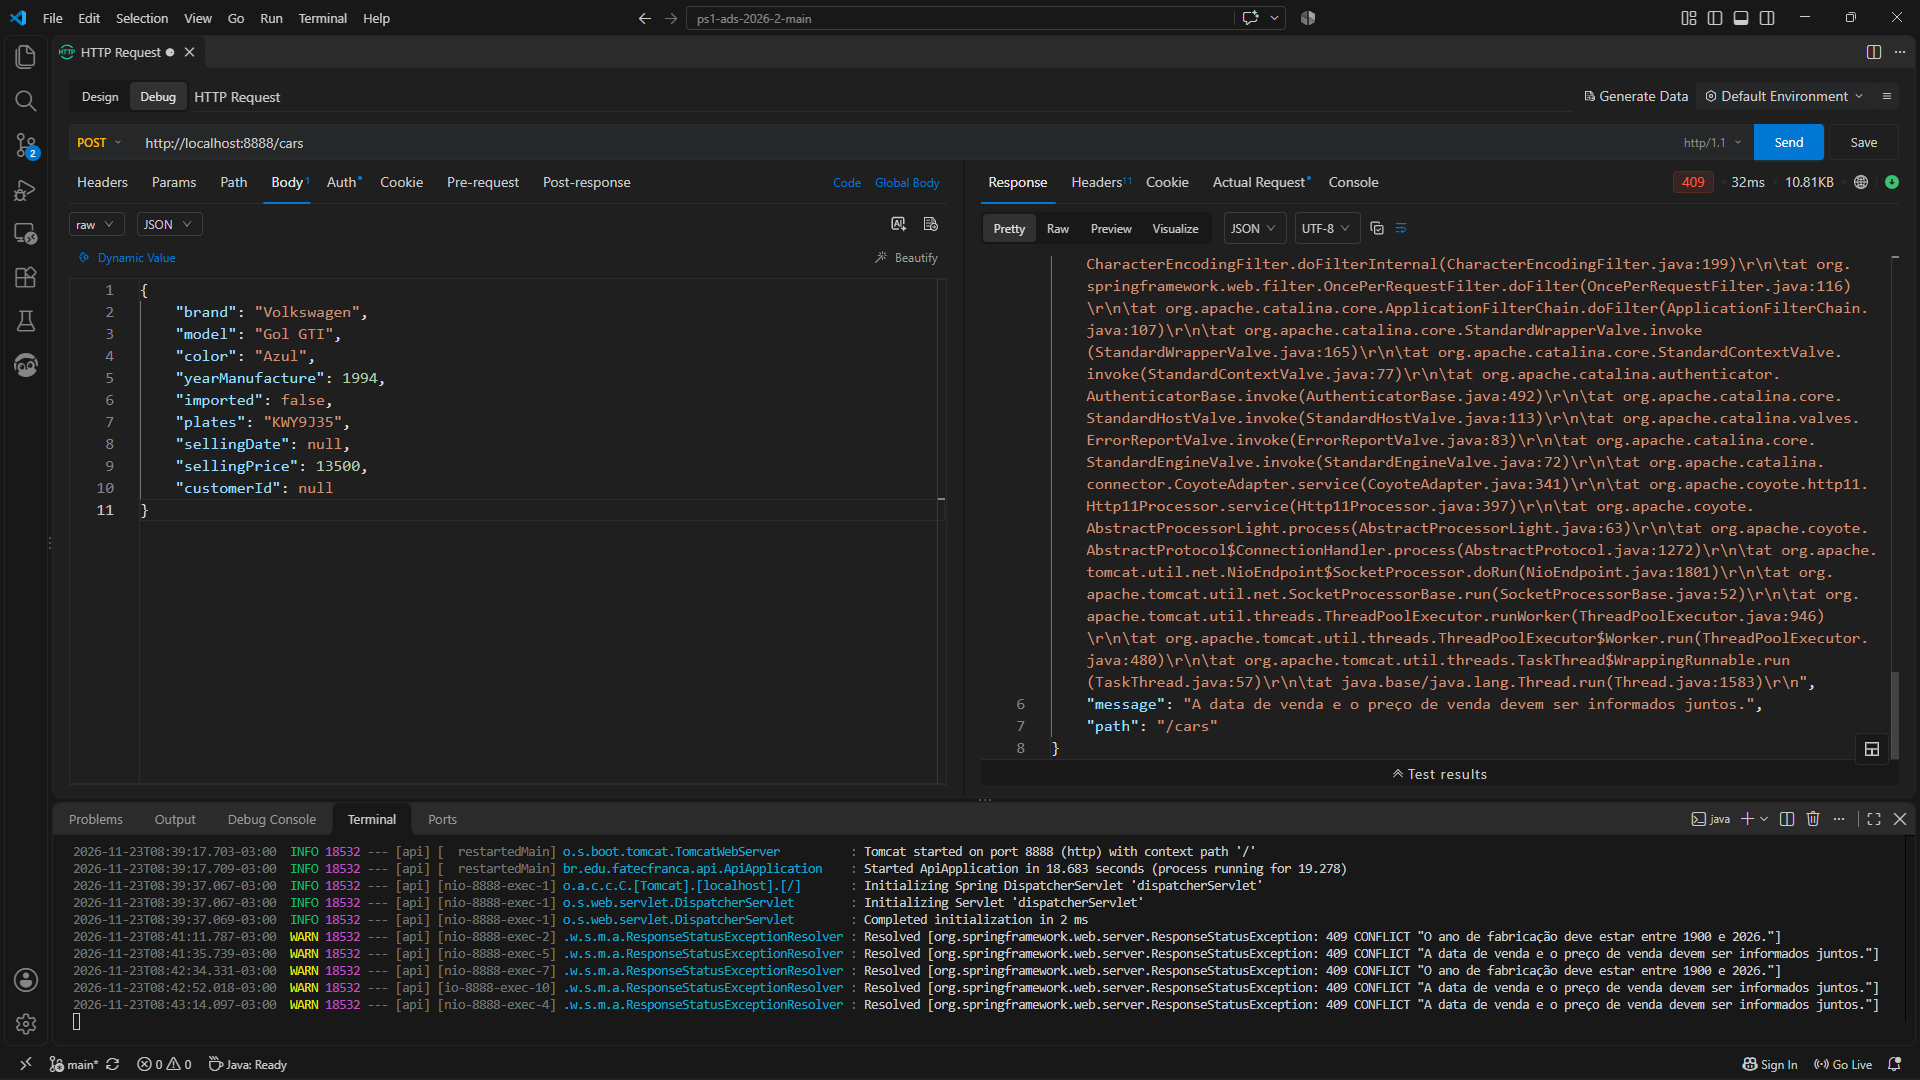 File Edit Selection View Go Run Terminal Help
ps1-ads-2026-2-main
HTTP Request
Design Debug HTTP Request
Generate Data Default Environment
POST http://localhost:8888/cars http/1.1 Send Save
Headers Params Path Body 1 Auth Cookie Pre-request Post-response Code Global Body
Response Headers 11 Cookie Actual Request Console 409 32ms 10.81KB
raw JSON
Pretty Raw Preview Visualize JSON UTF-8
Dynamic Value Beautify
1 {
2 "brand": "Volkswagen",
3 "model": "Gol GTI",
4 "color": "Azul",
5 "yearManufacture": 1994,
6 "imported": false,
7 "plates": "KWY9J35",
8 "sellingDate": null,
9 "sellingPrice": 13500,
10 "customerId": null
11 }
CharacterEncodingFilter.doFilterInternal(CharacterEncodingFilter.java:199)\r\n\tat org.
springframework.web.filter.OncePerRequestFilter.doFilter(OncePerRequestFilter.java:116)
\r\n\tat org.apache.catalina.core.ApplicationFilterChain.doFilter(ApplicationFilterChain.
java:107)\r\n\tat org.apache.catalina.core.StandardWrapperValve.invoke
(StandardWrapperValve.java:165)\r\n\tat org.apache.catalina.core.StandardContextValve.
invoke(StandardContextValve.java:77)\r\n\tat org.apache.catalina.authenticator.
AuthenticatorBase.invoke(AuthenticatorBase.java:492)\r\n\tat org.apache.catalina.core.
StandardHostValve.invoke(StandardHostValve.java:113)\r\n\tat org.apache.catalina.valves.
ErrorReportValve.invoke(ErrorReportValve.java:83)\r\n\tat org.apache.catalina.core.
StandardEngineValve.invoke(StandardEngineValve.java:72)\r\n\tat org.apache.catalina.
connector.CoyoteAdapter.service(CoyoteAdapter.java:341)\r\n\tat org.apache.coyote.http11.
Http11Processor.service(Http11Processor.java:397)\r\n\tat org.apache.coyote.
AbstractProcessorLight.process(AbstractProcessorLight.java:63)\r\n\tat org.apache.coyote.
AbstractProtocol$ConnectionHandler.process(AbstractProtocol.java:1272)\r\n\tat org.apache.
tomcat.util.net.NioEndpoint$SocketProcessor.doRun(NioEndpoint.java:1801)\r\n\tat org.
apache.tomcat.util.net.SocketProcessorBase.run(SocketProcessorBase.java:52)\r\n\tat org.
apache.tomcat.util.threads.ThreadPoolExecutor.runWorker(ThreadPoolExecutor.java:946)
\r\n\tat org.apache.tomcat.util.threads.ThreadPoolExecutor$Worker.run(ThreadPoolExecutor.
java:480)\r\n\tat org.apache.tomcat.util.threads.TaskThread$WrappingRunnable.run
(TaskThread.java:57)\r\n\tat java.base/java.lang.Thread.run(Thread.java:1583)\r\n",
6 "message": "A data de venda e o preço de venda devem ser informados juntos.",
7 "path": "/cars"
8 }
Test results
Problems Output Debug Console Terminal Ports java
2026-11-23T08:39:17.703-03:00 INFO 18532 --- [api] [ restartedMain] o.s.boot.tomcat.TomcatWebServer : Tomcat started on port 8888 (http) with context path '/'
2026-11-23T08:39:17.709-03:00 INFO 18532 --- [api] [ restartedMain] br.edu.fatecfranca.api.ApiApplication : Started ApiApplication in 18.683 seconds (process running for 19.278)
2026-11-23T08:39:37.067-03:00 INFO 18532 --- [api] [nio-8888-exec-1] o.a.c.c.C.[Tomcat].[localhost].[/] : Initializing Spring DispatcherServlet 'dispatcherServlet'
2026-11-23T08:39:37.067-03:00 INFO 18532 --- [api] [nio-8888-exec-1] o.s.web.servlet.DispatcherServlet : Initializing Servlet 'dispatcherServlet'
2026-11-23T08:39:37.069-03:00 INFO 18532 --- [api] [nio-8888-exec-1] o.s.web.servlet.DispatcherServlet : Completed initialization in 2 ms
2026-11-23T08:41:11.787-03:00 WARN 18532 --- [api] [nio-8888-exec-2] .w.s.m.a.ResponseStatusExceptionResolver : Resolved [org.springframework.web.server.ResponseStatusException: 409 CONFLICT "O ano de fabricação deve estar entre 1900 e 2026."]
2026-11-23T08:41:35.739-03:00 WARN 18532 --- [api] [nio-8888-exec-5] .w.s.m.a.ResponseStatusExceptionResolver : Resolved [org.springframework.web.server.ResponseStatusException: 409 CONFLICT "A data de venda e o preço de venda devem ser informados juntos."]
2026-11-23T08:42:34.331-03:00 WARN 18532 --- [api] [nio-8888-exec-7] .w.s.m.a.ResponseStatusExceptionResolver : Resolved [org.springframework.web.server.ResponseStatusException: 409 CONFLICT "O ano de fabricação deve estar entre 1900 e 2026."]
2026-11-23T08:42:52.018-03:00 WARN 18532 --- [api] [io-8888-exec-10] .w.s.m.a.ResponseStatusExceptionResolver : Resolved [org.springframework.web.server.ResponseStatusException: 409 CONFLICT "A data de venda e o preço de venda devem ser informados juntos."]
2026-11-23T08:43:14.097-03:00 WARN 18532 --- [api] [nio-8888-exec-4] .w.s.m.a.ResponseStatusExceptionResolver : Resolved [org.springframework.web.server.ResponseStatusException: 409 CONFLICT "A data de venda e o preço de venda devem ser informados juntos."]
main* 0 0 Java: Ready Sign In Go Live